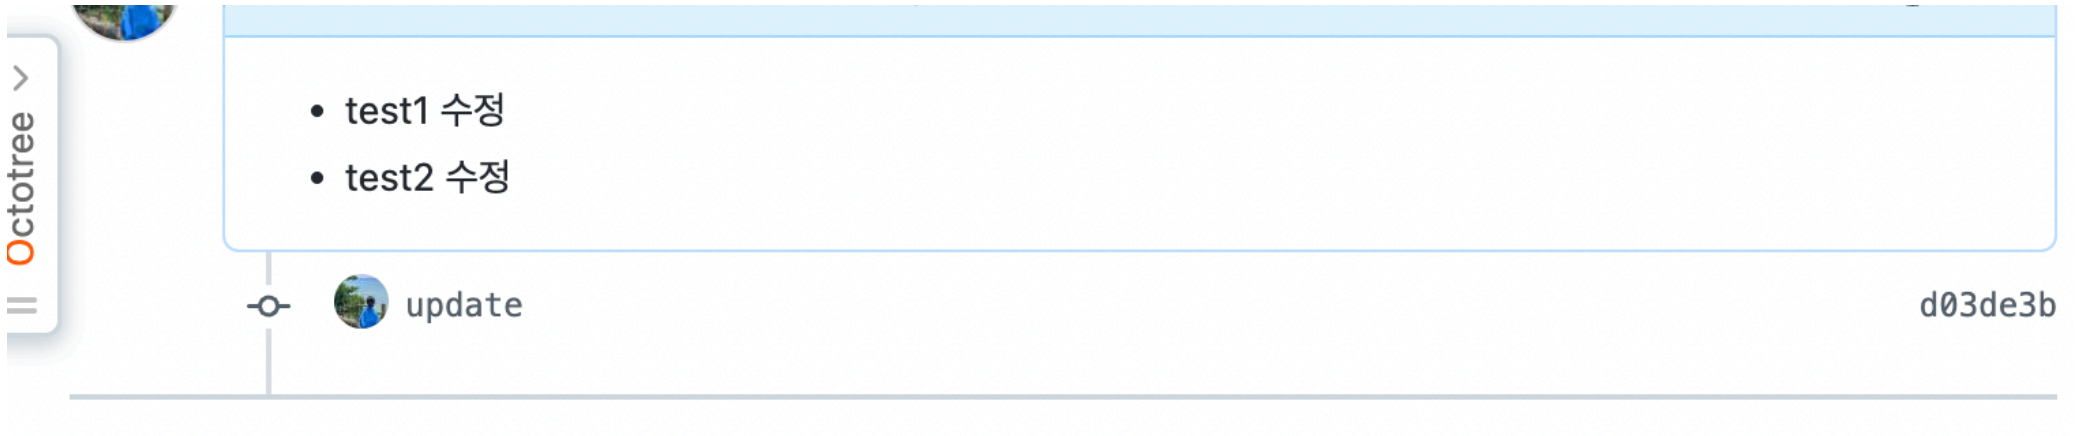 Octotree
test1 수정
test2 수정
update
d03de3b